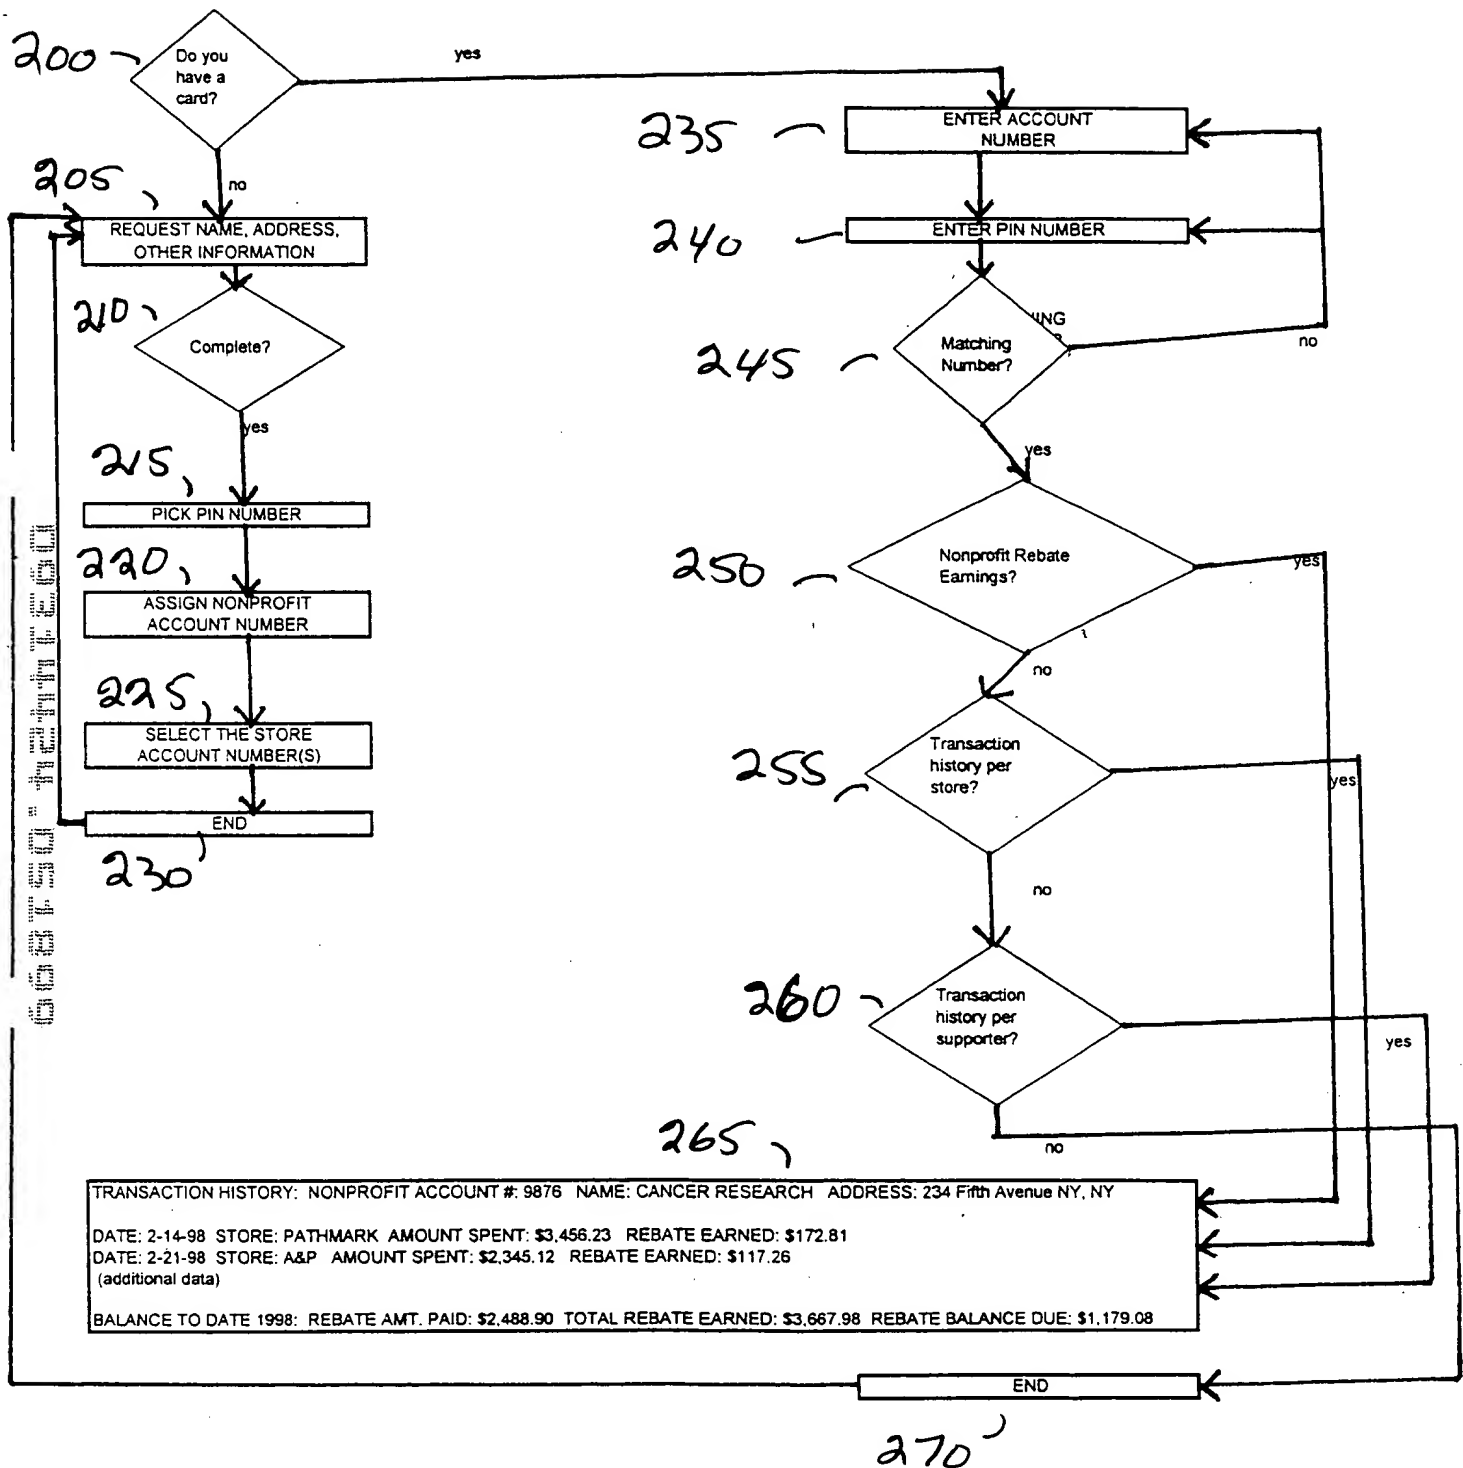 200
Do you
have a
card?
yes
no
205
REQUEST NAME, ADDRESS,
OTHER INFORMATION
210
Complete?
yes
215
PICK PIN NUMBER
220
ASSIGN NONPROFIT
ACCOUNT NUMBER
225
SELECT THE STORE
ACCOUNT NUMBER(S)
END
230
235
ENTER ACCOUNT
NUMBER
240
ENTER PIN NUMBER
245
Matching
Number?
no
yes
250
Nonprofit Rebate
Earnings?
yes
no
255
Transaction
history per
store?
yes
no
260
Transaction
history per
supporter?
yes
no
265
TRANSACTION HISTORY: NONPROFIT ACCOUNT #: 9876 NAME: CANCER RESEARCH ADDRESS: 234 Fifth Avenue NY, NY
DATE: 2-14-98 STORE: PATHMARK AMOUNT SPENT: $3,456.23 REBATE EARNED: $172.81
DATE: 2-21-98 STORE: A&P AMOUNT SPENT: $2,345.12 REBATE EARNED: $117.26
(additional data)
BALANCE TO DATE 1998: REBATE AMT. PAID: $2,488.90 TOTAL REBATE EARNED: $3,667.98 REBATE BALANCE DUE: $1,179.08
END
270